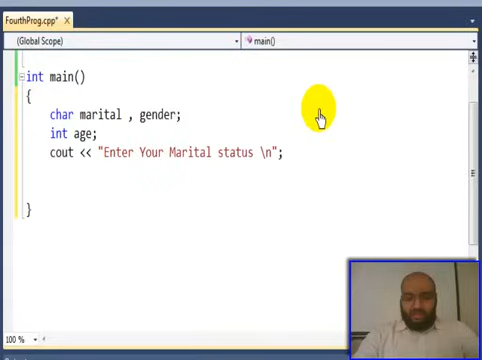 FourthProg.cpp*
(Global Scope) main()
int main()
{
char marital , gender;
int age;
cout << "Enter Your Marital status \n";
}
100 %